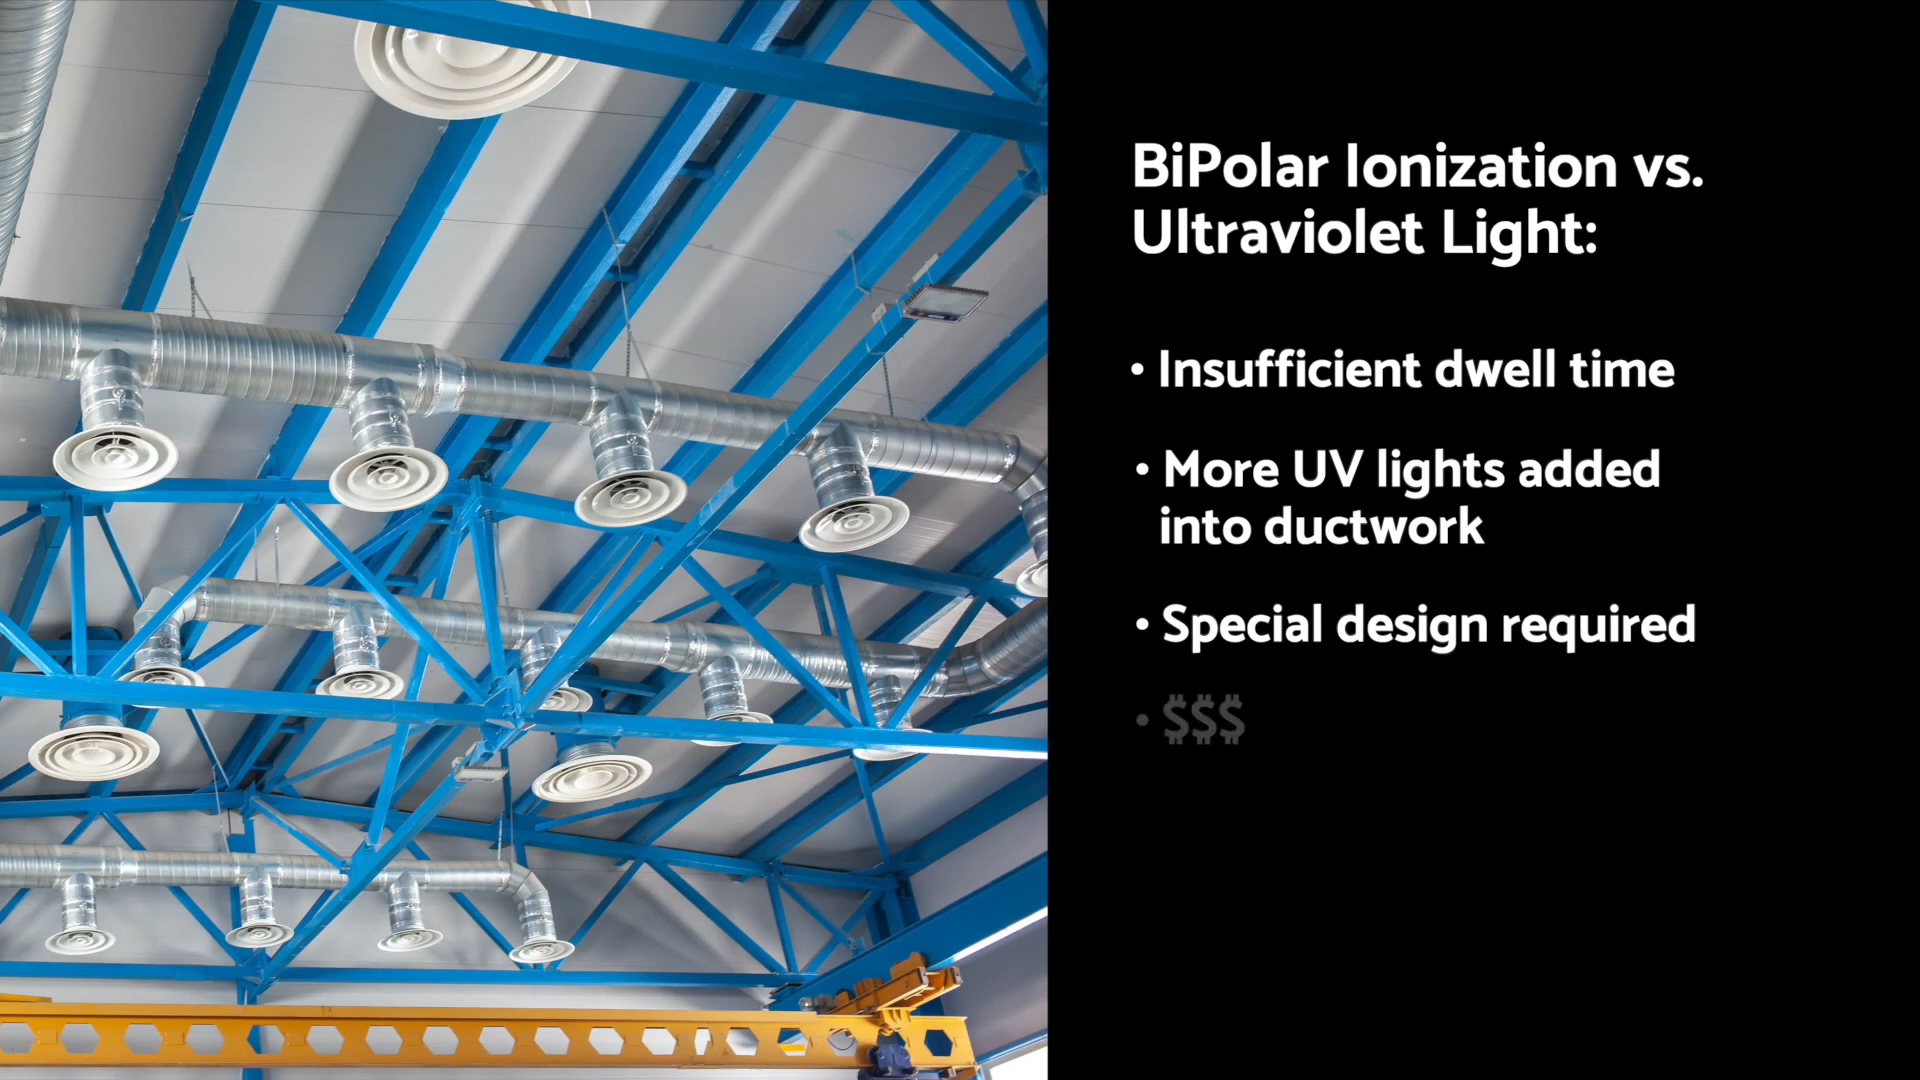 BiPolar Ionization vs.
Ultraviolet Light:
• Insufficient dwell time
• More UV lights added
into ductwork
• Special design required
• $$$